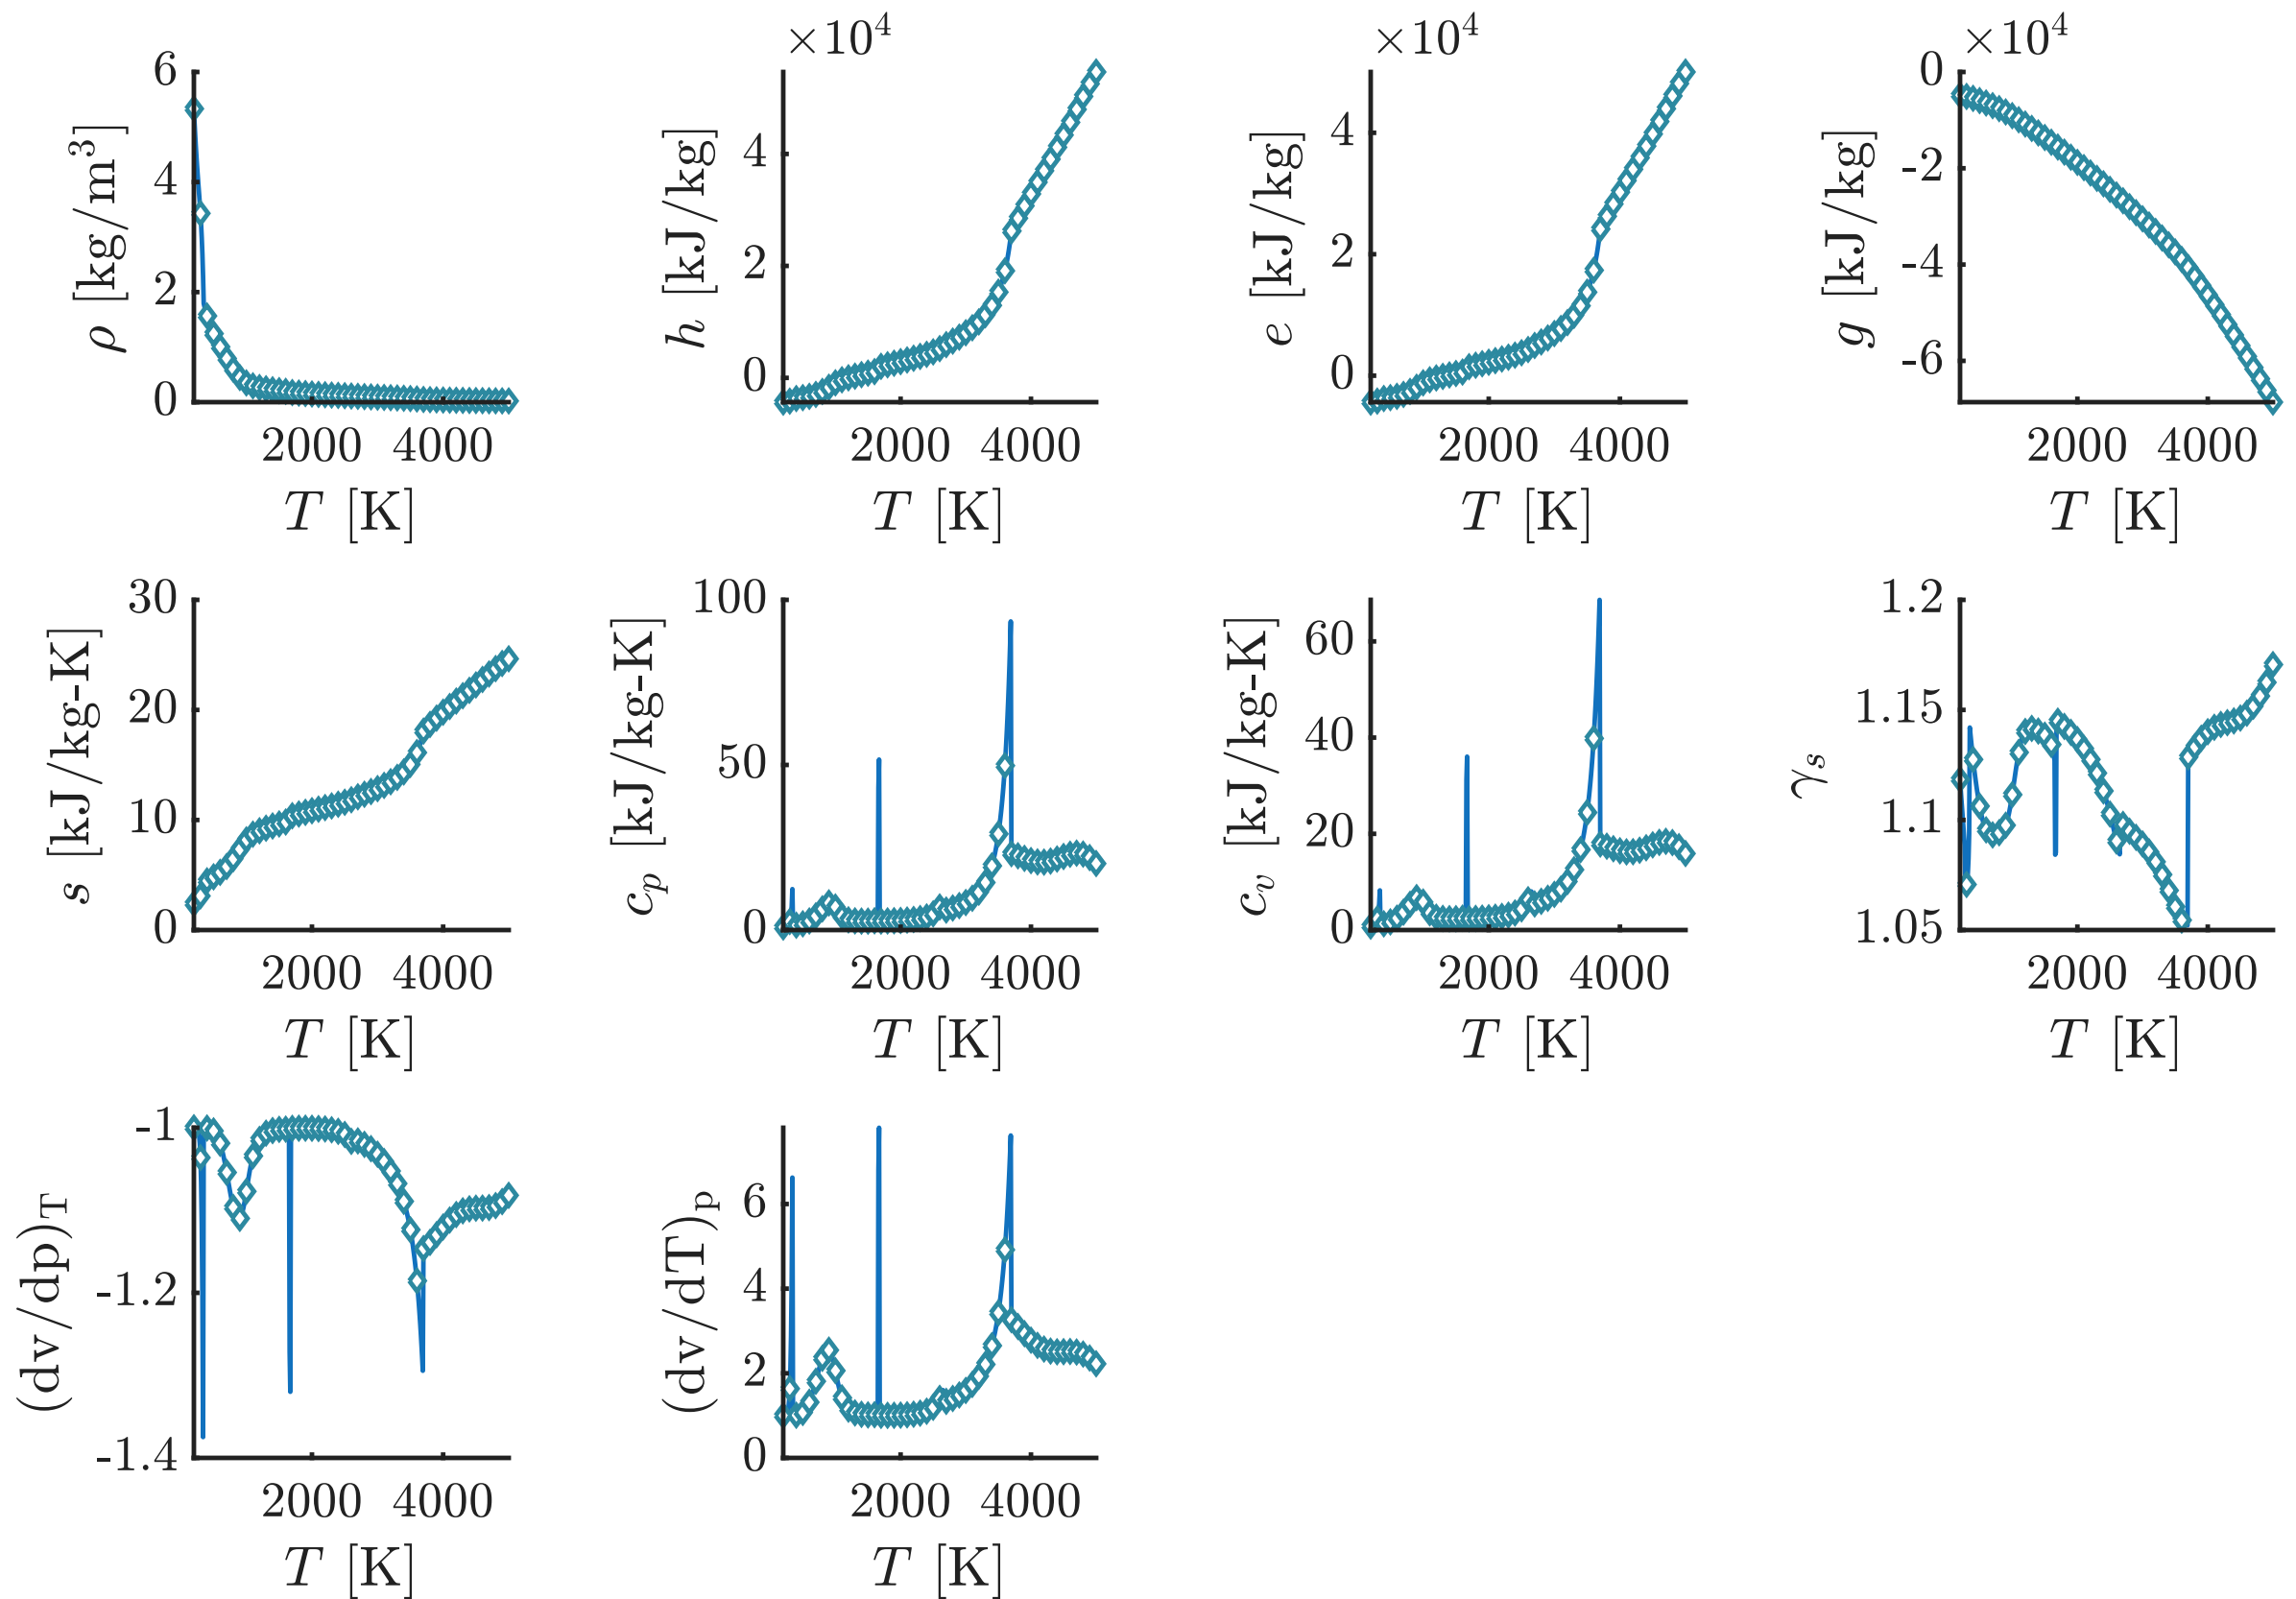 ×10⁴
×10⁴
×10⁴
6
4
2
0
ρ [kg/m³]
2000 4000
T [K]
4
2
0
h [kJ/kg]
2000 4000
T [K]
4
2
0
e [kJ/kg]
2000 4000
T [K]
0
-2
-4
-6
g [kJ/kg]
2000 4000
T [K]
30
20
10
0
s [kJ/kg-K]
2000 4000
T [K]
100
50
0
c_p [kJ/kg-K]
2000 4000
T [K]
60
40
20
0
c_v [kJ/kg-K]
2000 4000
T [K]
1.2
1.15
1.1
1.05
γ_s
2000 4000
T [K]
-1
-1.2
-1.4
(dv/dp)_T
2000 4000
T [K]
6
4
2
0
(dv/dT)_p
2000 4000
T [K]